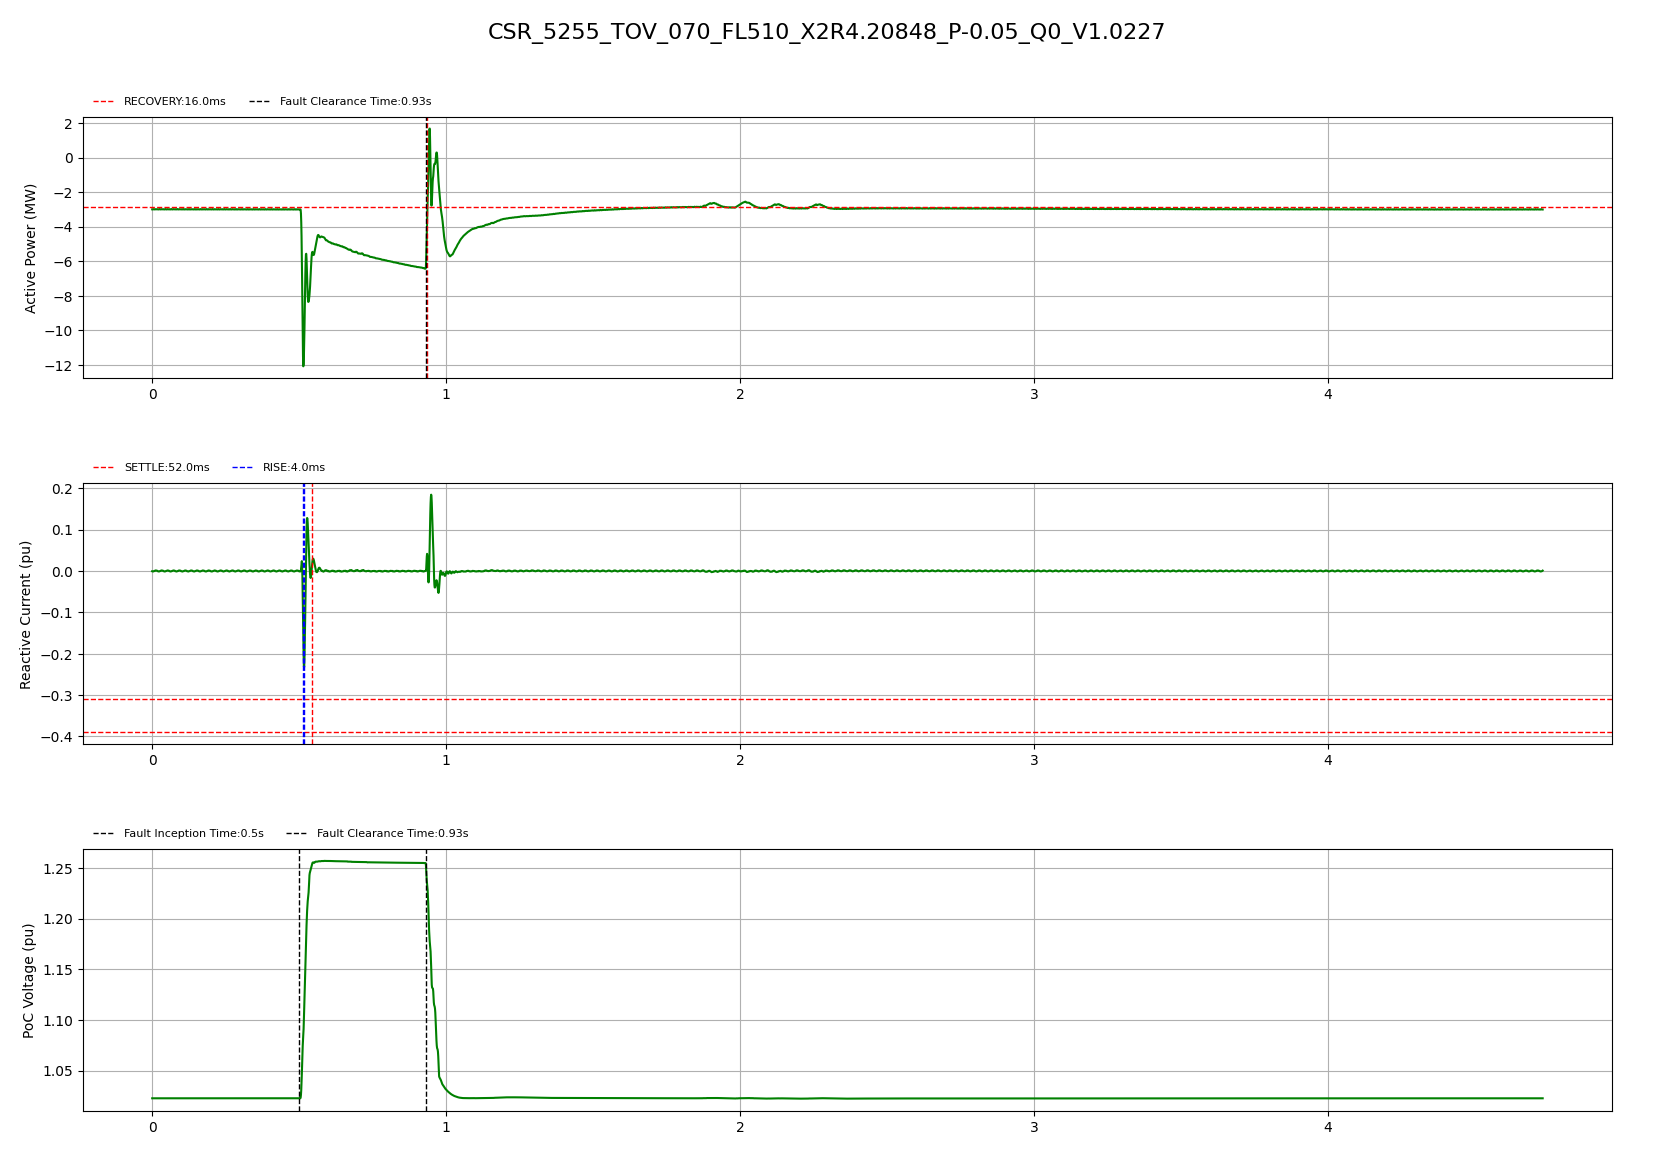 CSR_5255_TOV_070_FL510_X2R4.20848_P-0.05_Q0_V1.0227
RECOVERY:16.0ms Fault Clearance Time:0.93s
Active Power (MW)
2
0
−2
−4
−6
−8
−10
−12
0 1 2 3 4
SETTLE:52.0ms RISE:4.0ms
Reactive Current (pu)
0.2
0.1
0.0
−0.1
−0.2
−0.3
−0.4
0 1 2 3 4
Fault Inception Time:0.5s Fault Clearance Time:0.93s
PoC Voltage (pu)
1.25
1.20
1.15
1.10
1.05
0 1 2 3 4